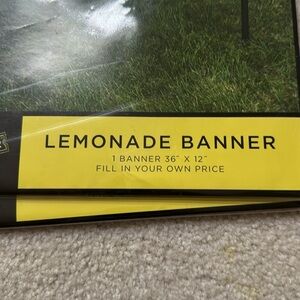 LEMONADE BANNER
1 BANNER 36" X 12"
FILL IN YOUR OWN PRICE